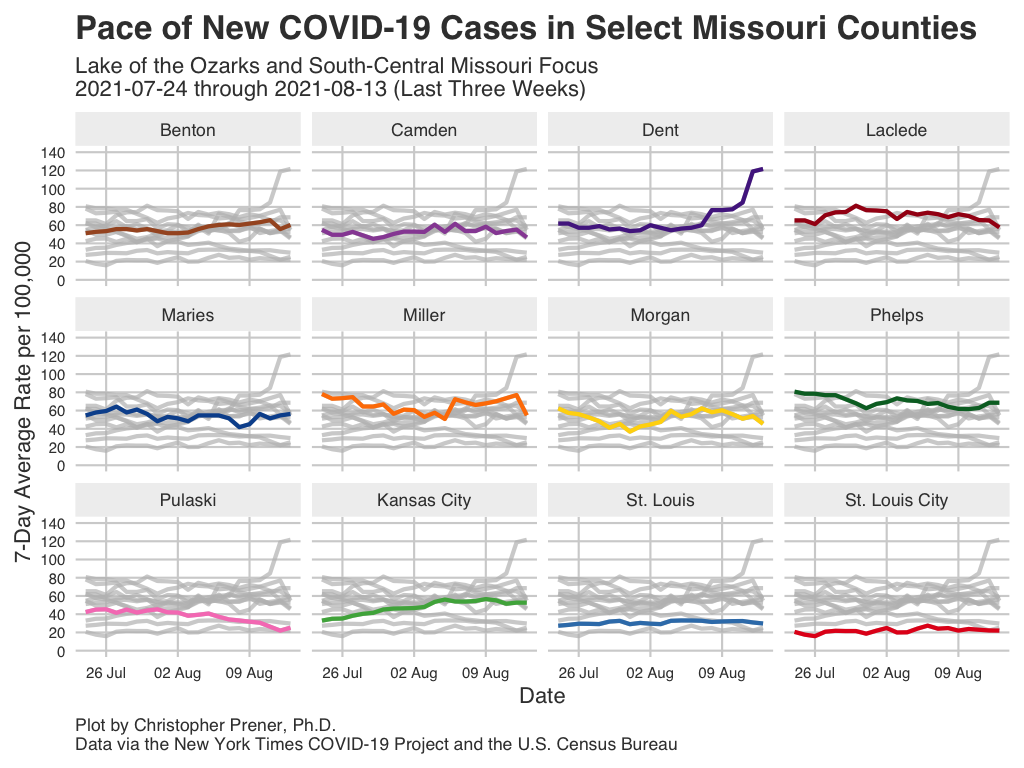 Pace of New COVID-19 Cases in Select Missouri Counties
Lake of the Ozarks and South-Central Missouri Focus
2021-07-24 through 2021-08-13 (Last Three Weeks)
7-Day Average Rate per 100,000
Benton Camden Dent Laclede
140
120
100
80
60
40
20
0
Maries Miller Morgan Phelps
140
120
100
80
60
40
20
0
Pulaski Kansas City St. Louis St. Louis City
140
120
100
80
60
40
20
0
26 Jul 02 Aug 09 Aug 26 Jul 02 Aug 09 Aug 26 Jul 02 Aug 09 Aug 26 Jul 02 Aug 09 Aug
Date
Plot by Christopher Prener, Ph.D.
Data via the New York Times COVID-19 Project and the U.S. Census Bureau